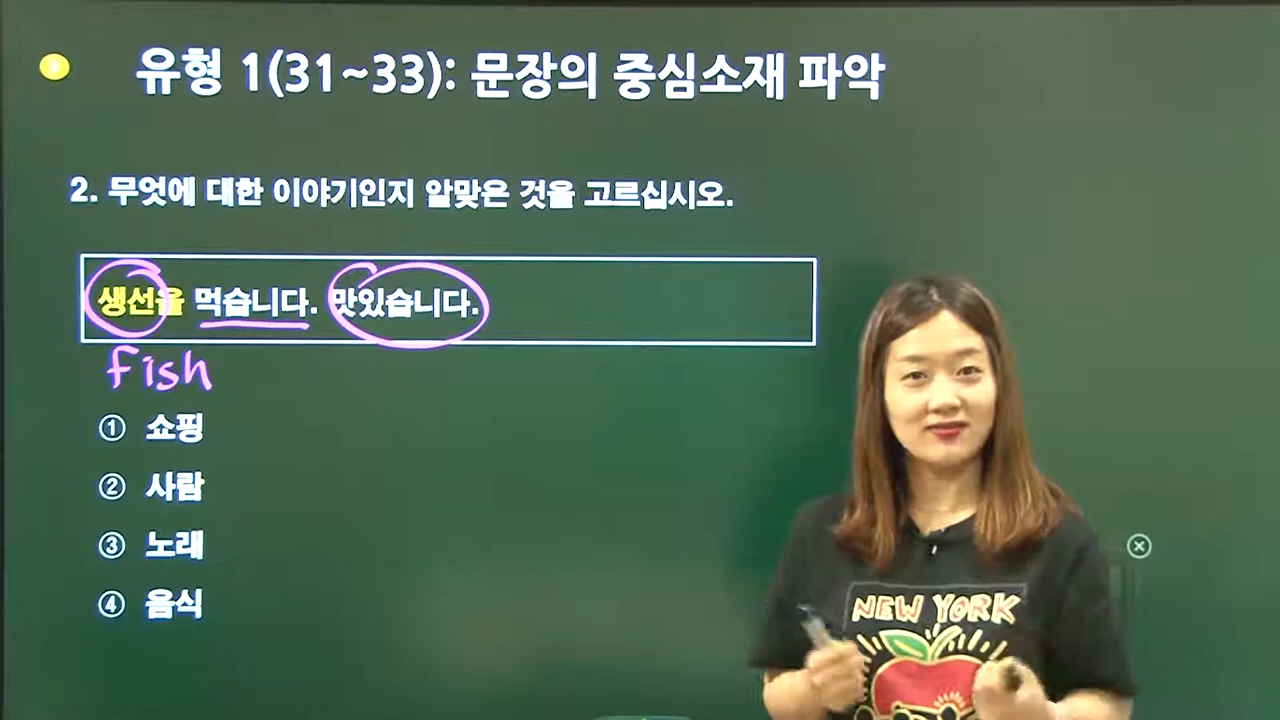 유형 1(31~33): 문장의 중심소재 파악
2. 무엇에 대한 이야기인지 알맞은 것을 고르십시오.
생선을 먹습니다. 맛있습니다.
fish
① 쇼핑
② 사람
③ 노래
④ 음식
NEW YORK